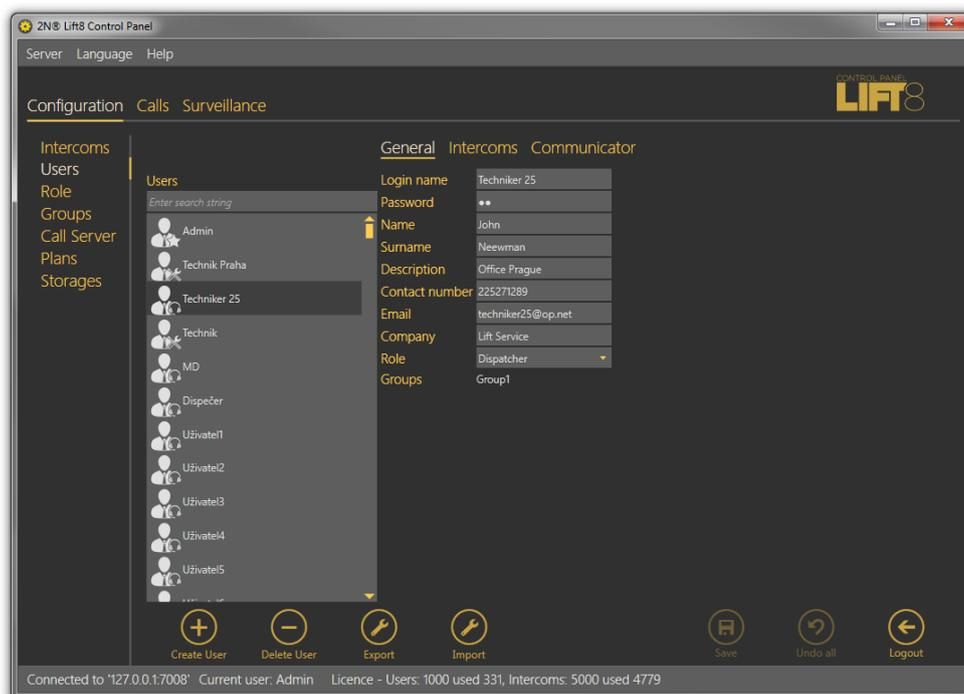 2N® Lift8 Control Panel
Server Language Help
CONTROL PANEL
LIFT8
Configuration Calls Surveillance
Intercoms
Users
Role
Groups
Call Server
Plans
Storages
Users
Enter search string
Admin
Technik Praha
Techniker 25
Technik
MD
Dispečer
Uživatel1
Uživatel2
Uživatel3
Uživatel4
Uživatel5
General Intercoms Communicator
Login name Techniker 25
Password ●●
Name John
Surname Neewman
Description Office Prague
Contact number 225271289
Email techniker25@op.net
Company Lift Service
Role Dispatcher
Groups Group1
Create User Delete User Export Import Save Undo all Logout
Connected to '127.0.0.1:7008' Current user: Admin Licence - Users: 1000 used 331, Intercoms: 5000 used 4779